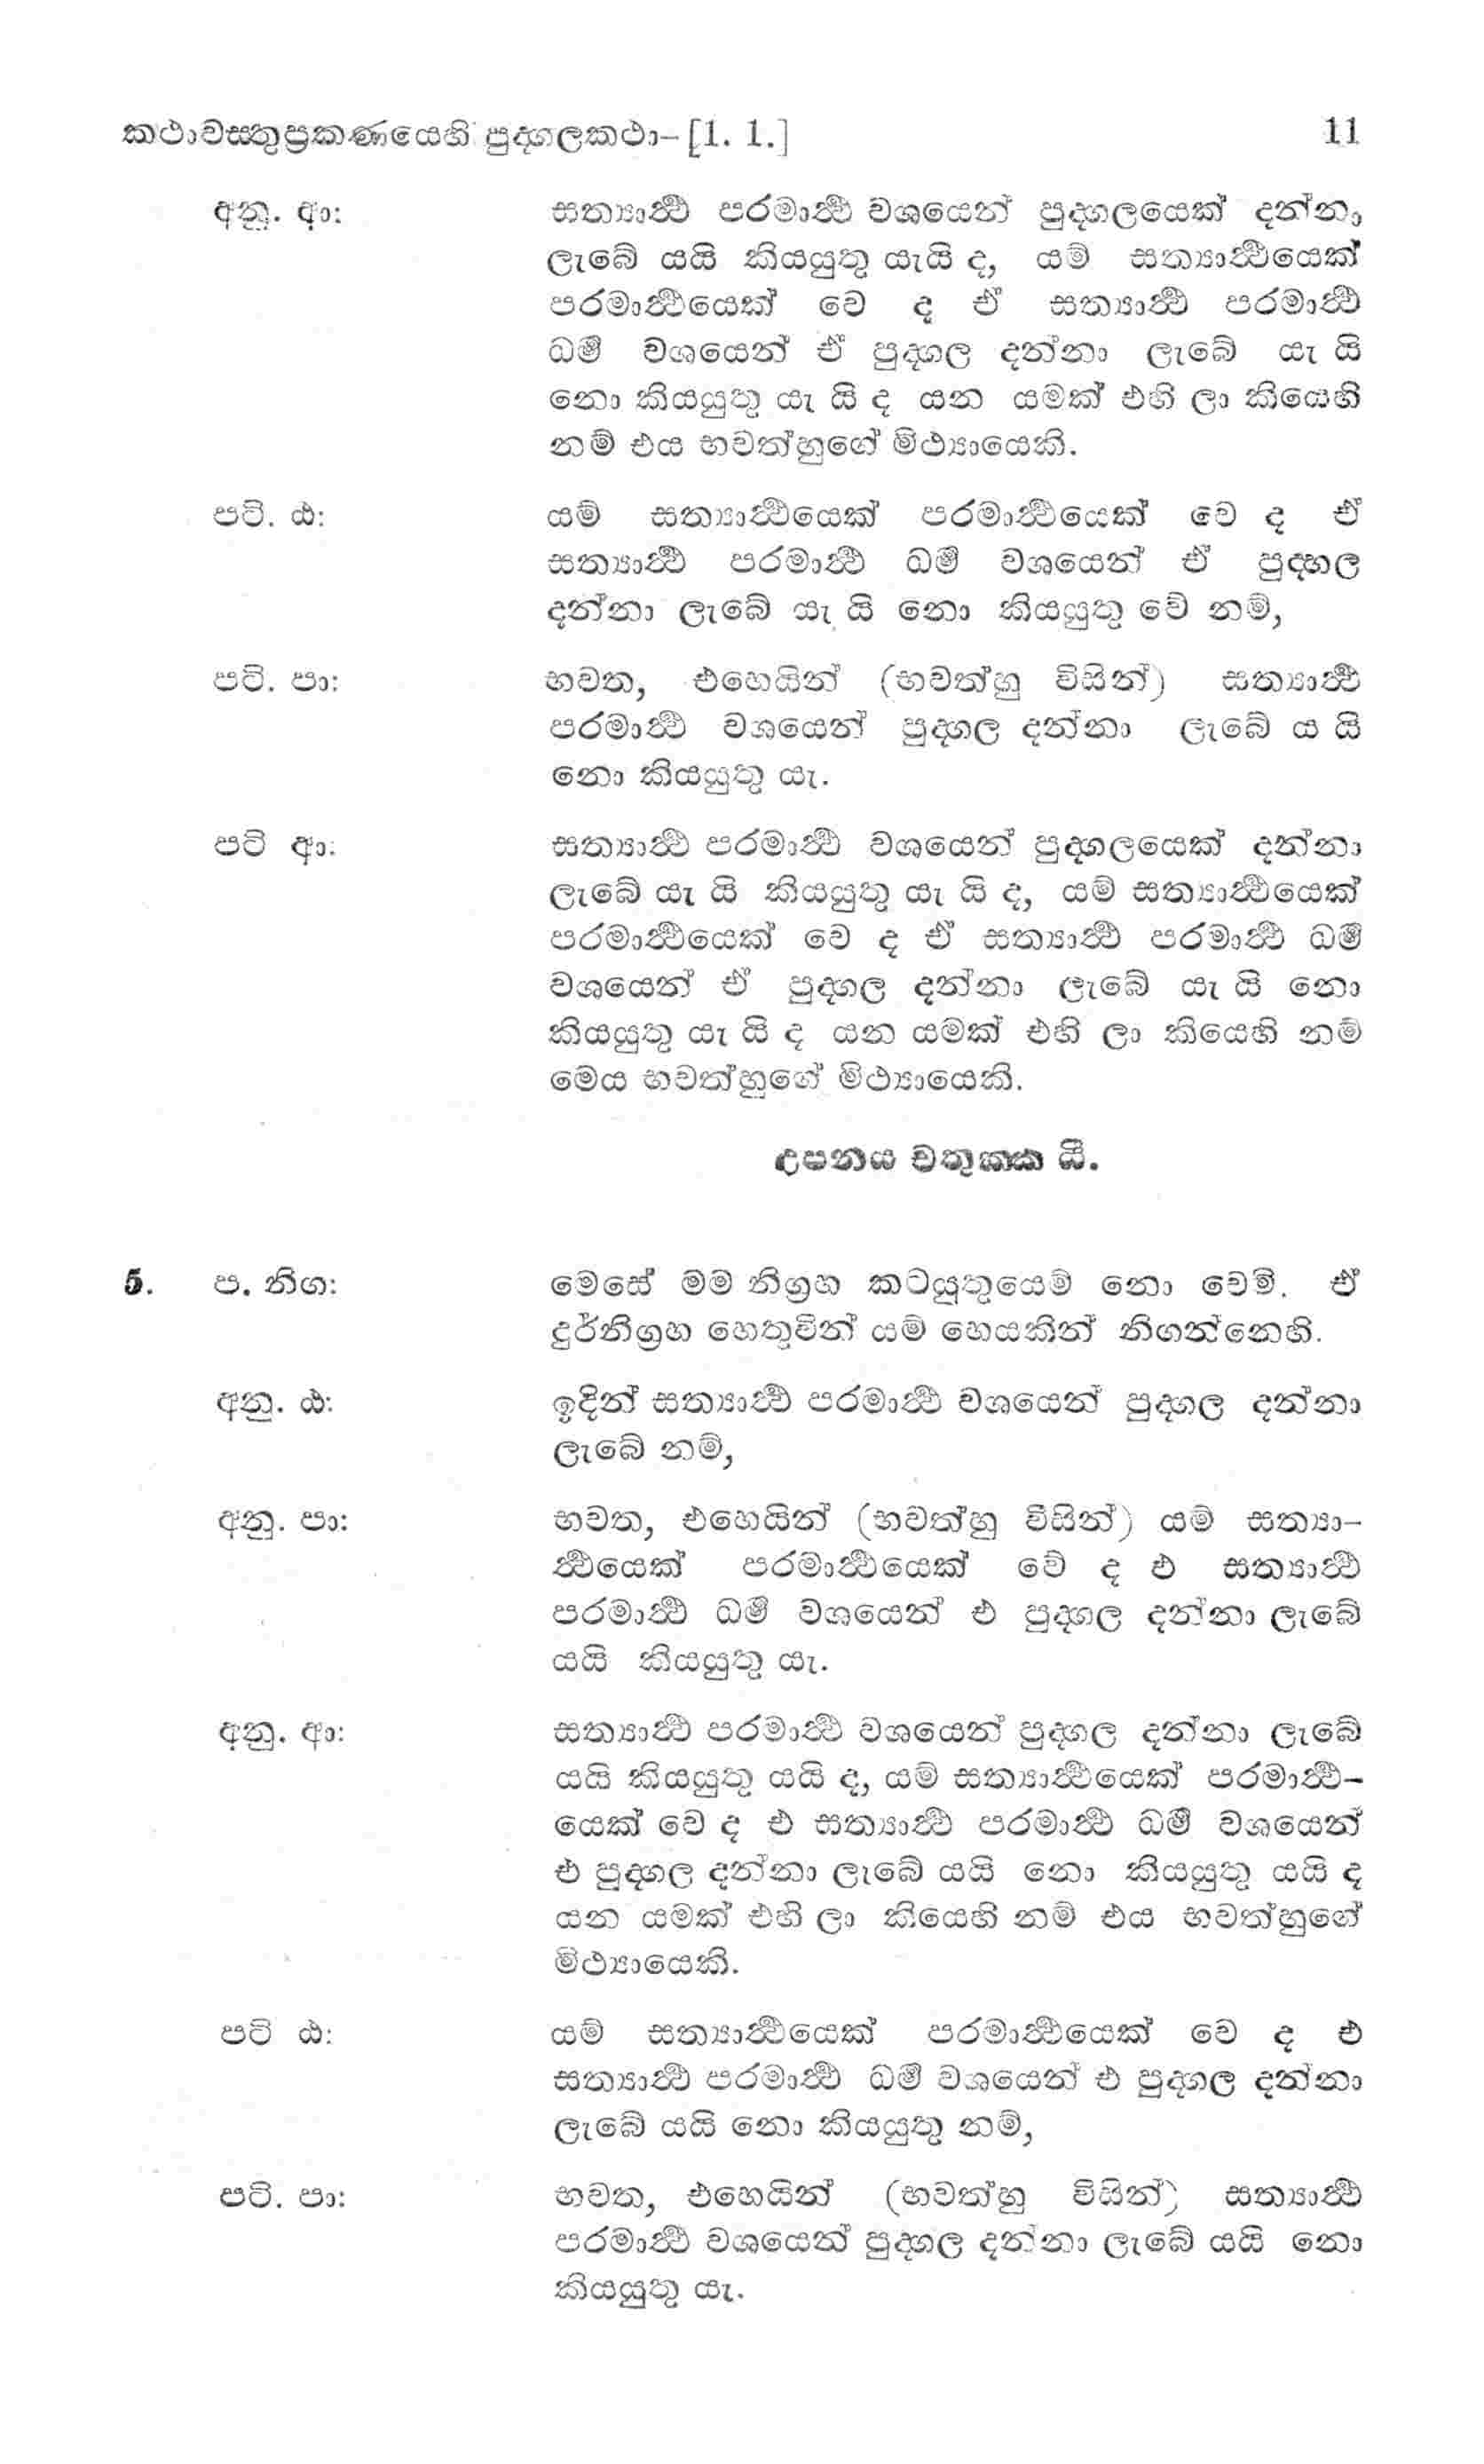 කථාවස්තුප්‍රකණයෙහි පුද්ගලකථා–[1. 1.] 11
අනු. ආ: සත්‍යාර්‍ත්‍ථ පරමාර්‍ත්‍ථ වශයෙන් පුද්ගලයෙක් දන්නා
ලැබේ යයි කියයුතු යැයි ද, යම් සත්‍යාර්‍ත්‍ථයෙක්
පරමාර්‍ත්‍ථයෙක් වෙ ද ඒ සත්‍යාර්‍ත්‍ථ පරමාර්‍ත්‍ථ
ධර්‍ම වශයෙන් ඒ පුද්ගල දන්නා ලැබේ යැ යි
නො කියයුතු යැ යි ද යන යමක් එහි ලා කියෙහි
නම් එය භවත්හුගේ මිථ්‍යායෙකි.
පටි. ඨ: යම් සත්‍යාර්‍ත්‍ථයෙක් පරමාර්‍ත්‍ථයෙක් වෙ ද ඒ
සත්‍යාර්‍ත්‍ථ පරමාර්‍ත්‍ථ ධර්‍ම වශයෙන් ඒ පුද්ගල
දන්නා ලැබේ යැ යි නො කියයුතු වේ නම්,
පටි. පා: භවත, එහෙයින් (භවත්හු විසින්) සත්‍යාර්‍ත්‍ථ
පරමාර්‍ත්‍ථ වශයෙන් පුද්ගල දන්නා ලැබේ ය යි
නො කියයුතු යැ.
පටි ආ: සත්‍යාර්‍ත්‍ථ පරමාර්‍ත්‍ථ වශයෙන් පුද්ගලයෙක් දන්නා
ලැබේ යැ යි කියයුතු යැ යි ද, යම් සත්‍යාර්‍ත්‍ථයෙක්
පරමාර්‍ත්‍ථයෙක් වෙ ද ඒ සත්‍යාර්‍ත්‍ථ පරමාර්‍ත්‍ථ ධර්‍ම
වශයෙන් ඒ පුද්ගල දන්නා ලැබේ යැ යි නො
කියයුතු යැ යි ද යන යමක් එහි ලා කියෙහි නම්
මෙය භවත්හුගේ මිථ්‍යායෙකි.
උපනය චතුක්ක යි.
5. ප. නිග: මෙසේ මම නිග්‍රහ කටයුතුයෙම් නො වෙමි. ඒ
දුර්නිග්‍රහ හෙතුවින් යම් හෙයකින් නිගන්නෙහි.
අනු. ඨ: ඉදින් සත්‍යාර්‍ත්‍ථ පරමාර්‍ත්‍ථ වශයෙන් පුද්ගල දන්නා
ලැබේ නම්,
අනු. පා: භවත, එහෙයින් (භවත්හු විසින්) යම් සත්‍යා–
ර්‍ත්‍ථයෙක් පරමාර්‍ත්‍ථයෙක් වේ ද එ සත්‍යාර්‍ත්‍ථ
පරමාර්‍ත්‍ථ ධර්‍ම වශයෙන් එ පුද්ගල දන්නා ලැබේ
යයි කියයුතු යැ.
අනු. ආ: සත්‍යාර්‍ත්‍ථ පරමාර්‍ත්‍ථ වශයෙන් පුද්ගල දන්නා ලැබේ
යයි කියයුතු යයි ද, යම් සත්‍යාර්‍ත්‍ථයෙක් පරමාර්‍ත්‍ථ–
යෙක් වෙ ද එ සත්‍යාර්‍ත්‍ථ පරමාර්‍ත්‍ථ ධර්‍ම වශයෙන්
එ පුද්ගල දන්නා ලැබේ යයි නො කියයුතු යයි ද
යන යමක් එහි ලා කියෙහි නම් එය භවත්හුගේ
මිථ්‍යායෙකි.
පටි ඨ: යම් සත්‍යාර්‍ත්‍ථයෙක් පරමාර්‍ත්‍ථයෙක් වෙ ද එ
සත්‍යාර්‍ත්‍ථ පරමාර්‍ත්‍ථ ධර්‍ම වශයෙන් එ පුද්ගල දන්නා
ලැබේ යයි නො කියයුතු නම්,
පටි. පා: භවත, එහෙයින් (භවත්හු විසින්) සත්‍යාර්‍ත්‍ථ
පරමාර්‍ත්‍ථ වශයෙන් පුද්ගල දන්නා ලැබේ යයි නො
කියයුතු යැ.